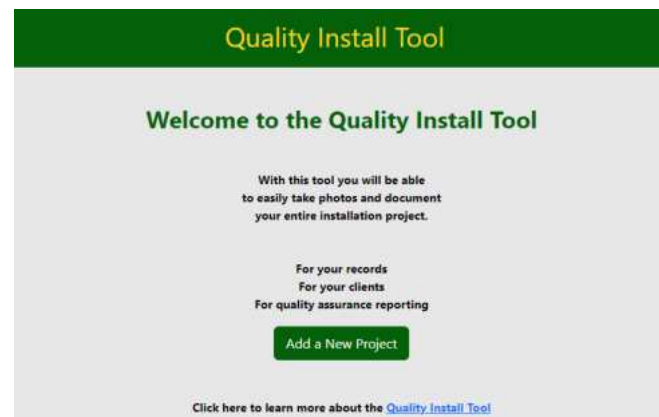 Quality Install Tool
Welcome to the Quality Install Tool
With this tool you will be able
to easily take photos and document
your entire installation project.
For your records
For your clients
For quality assurance reporting
Add a New Project
Click here to learn more about the Quality Install Tool